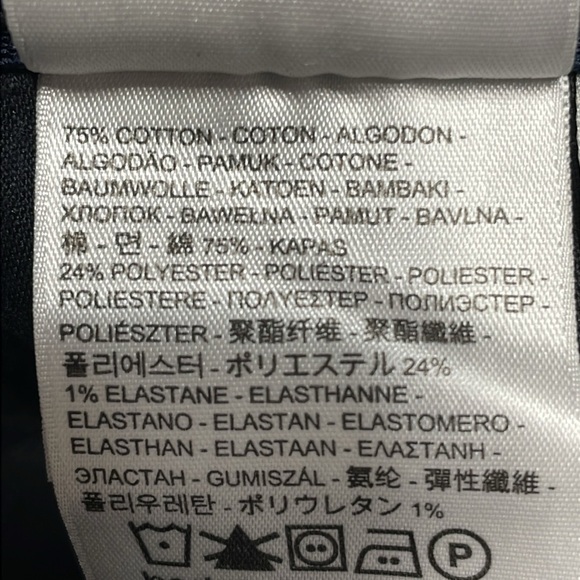 75% COTTON - COTON - ALGODON -
ALGODÃO - PAMUK - COTONE -
BAUMWOLLE - KATOEN - BAMBAKI -
ХЛОПОК - BAWEŁNA - PAMUT - BAVLNA -
棉 - 면 - 綿 75% - KAPAS
24% POLYESTER - POLIÉSTER - POLIESTER -
POLIESTERE - ΠΟΛΥΕΣΤΕΡ - ПОЛИЭСТЕР -
POLIÉSZTER - 聚酯纤维 - 聚酯纖維 -
폴리에스터 - ポリエステル 24%
1% ELASTANE - ELASTHANNE -
ELASTANO - ELASTAN - ELASTOMERO -
ELASTHAN - ELASTAAN - ΕΛΑΣΤΑΝΗ -
ЭЛАСТАН - GUMISZÁL - 氨纶 - 彈性纖維 -
폴리우레탄 - ポリウレタン 1%
P